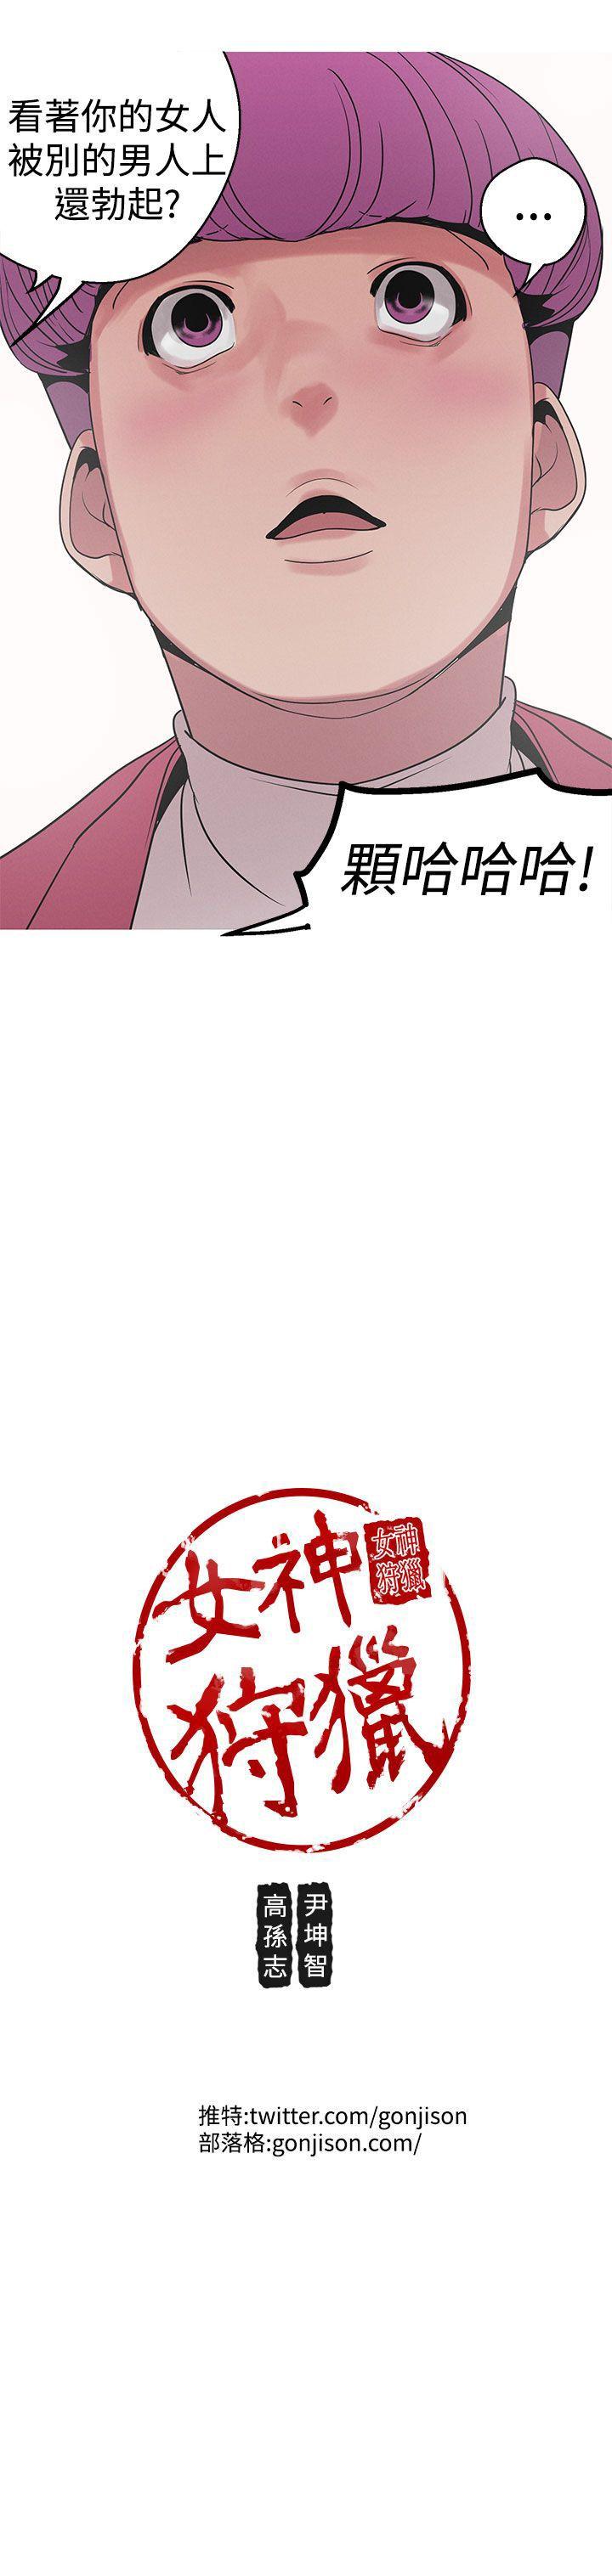 看著你的女人
被別的男人上
還勃起?
...
顆哈哈哈!
女神
狩獵
女神
狩獵
尹坤智
高孫志
推特:twitter.com/gonjison
部落格:gonjison.com/